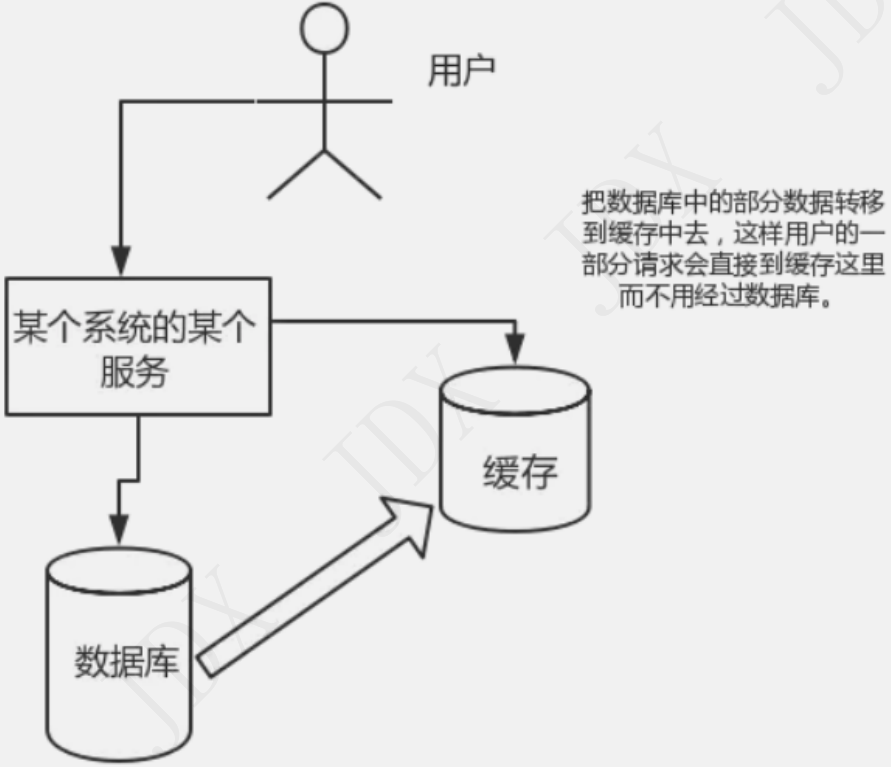 用户
把数据库中的部分数据转移
到缓存中去，这样用户的一
部分请求会直接到缓存这里
而不用经过数据库。
某个系统的某个
服务
缓存
数据库
JDX
JDX
JDX
JDX